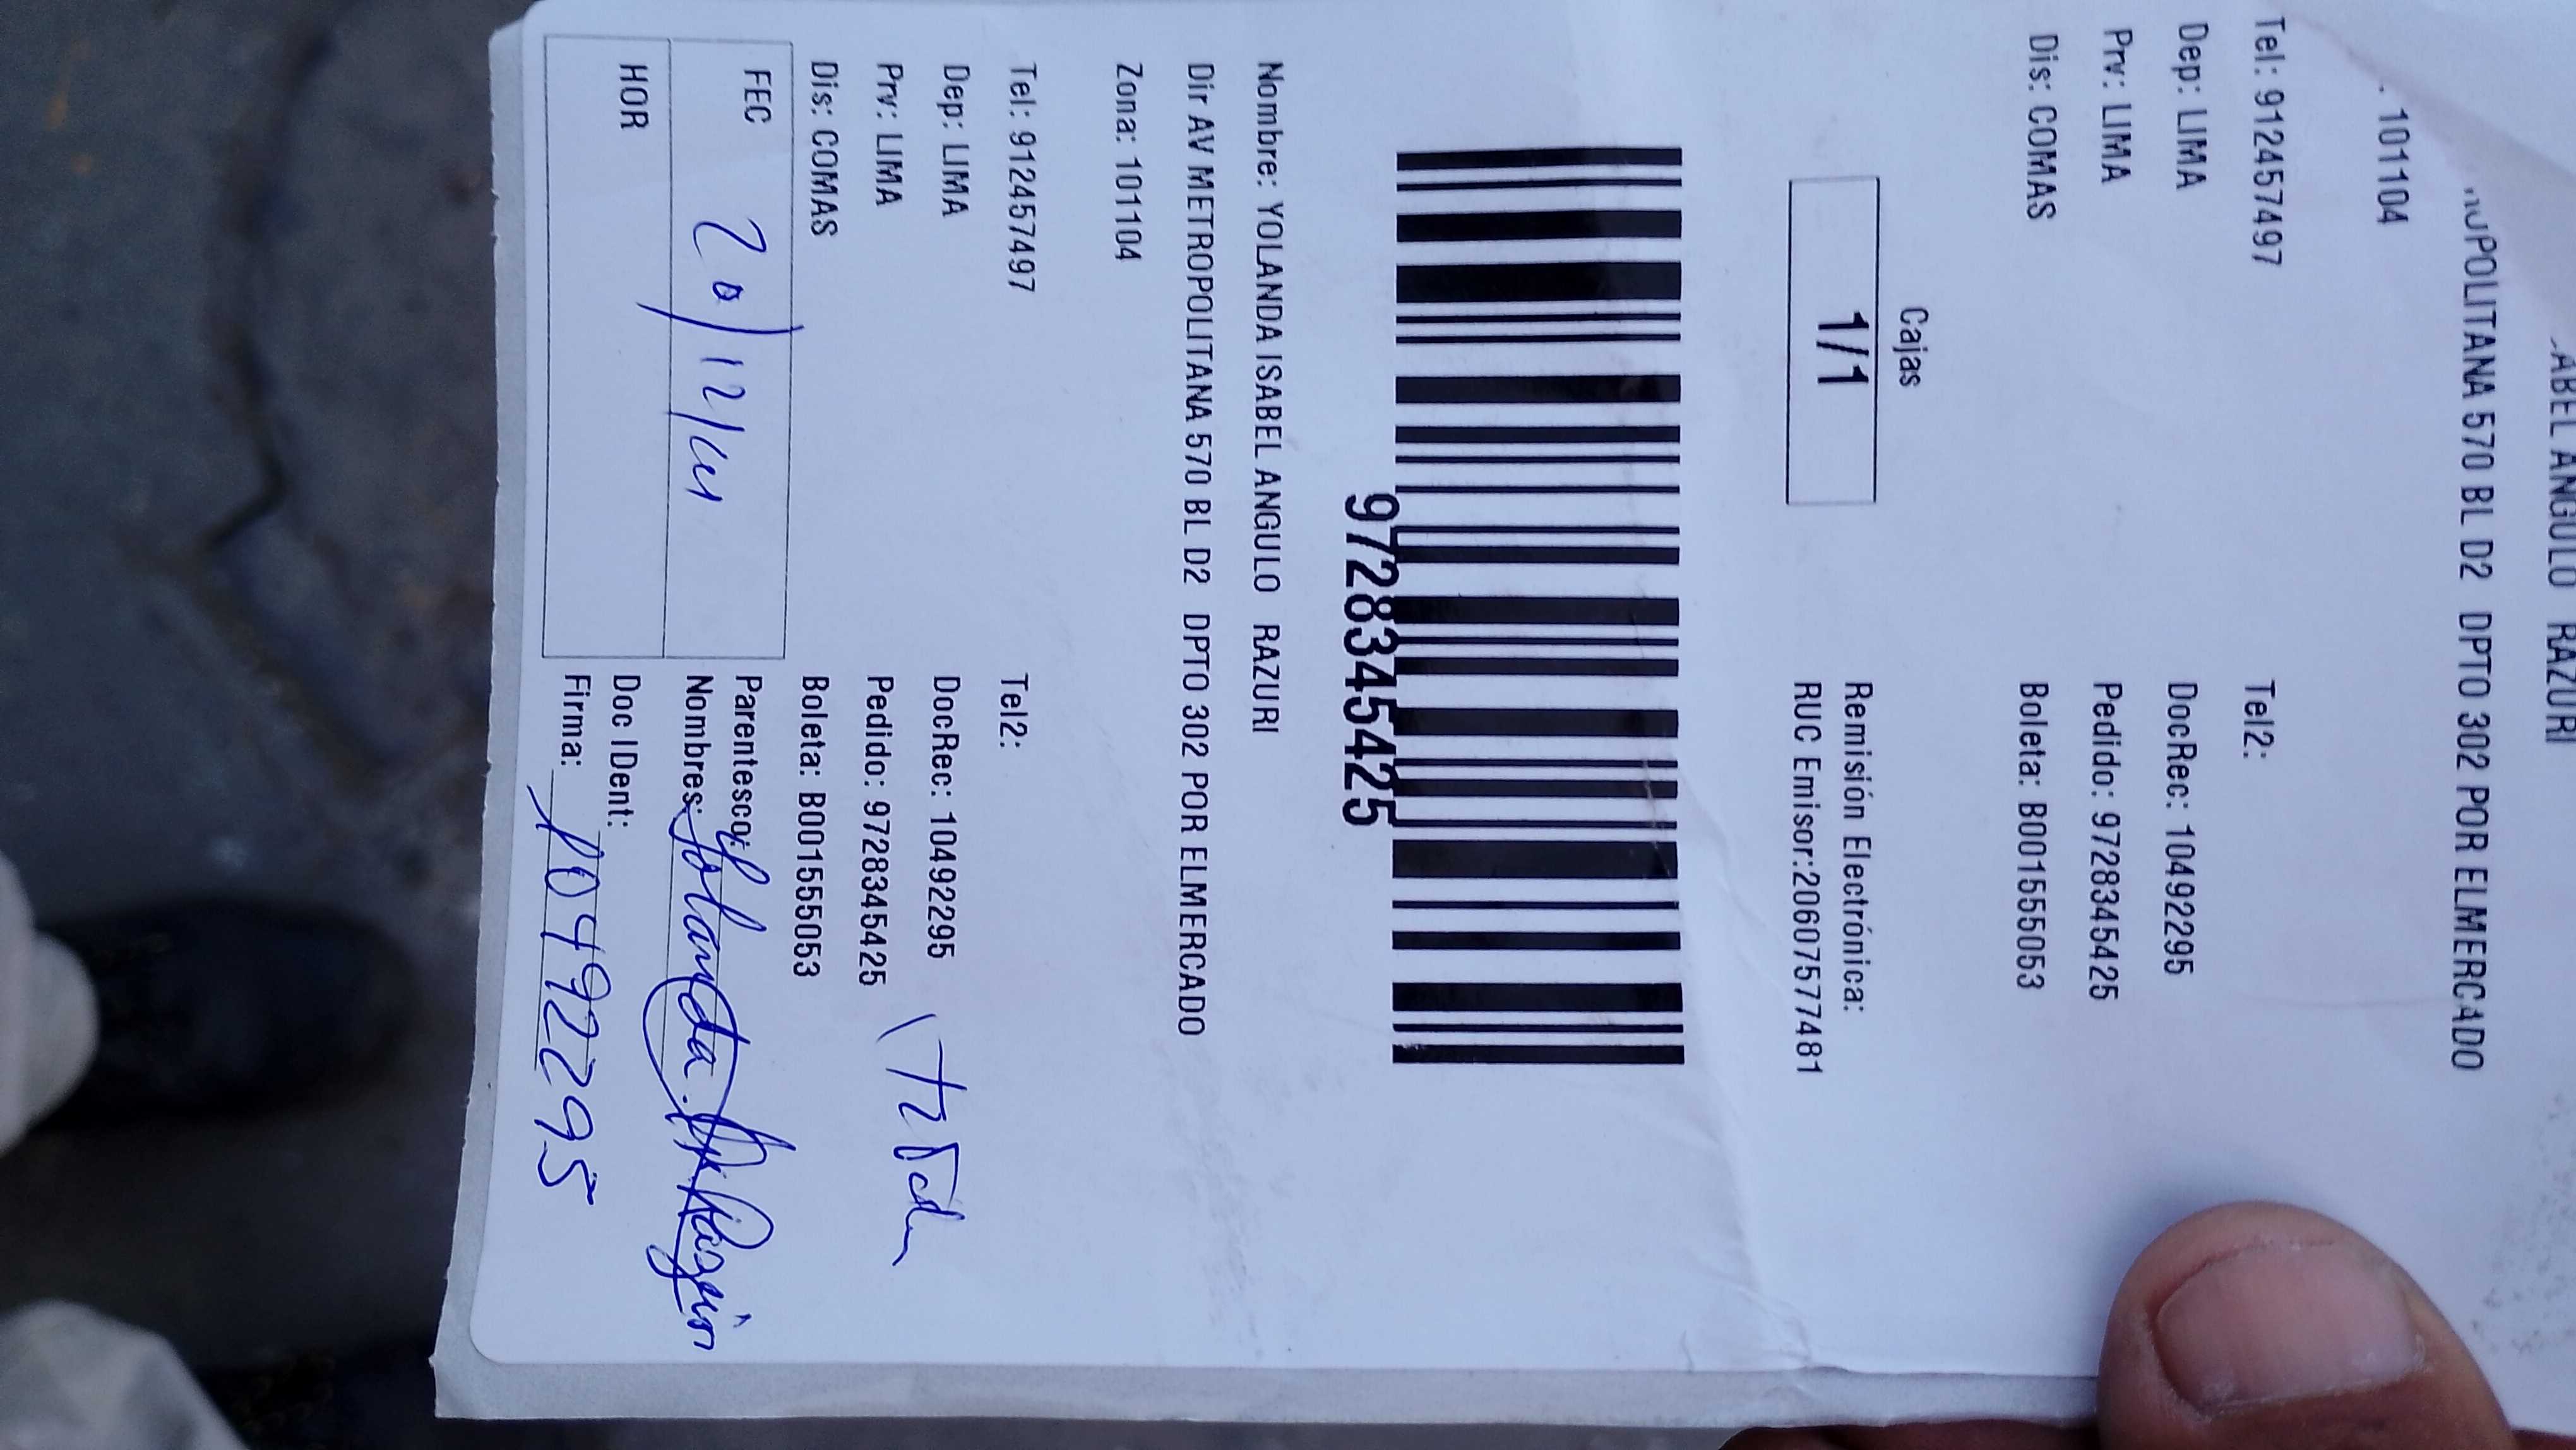 ABEL ANGULO RAZURI
POLITANA 570 BL D2 DPTO 302 POR ELMERCADO
101104
Tel: 912457497 Tel2:
Dep: LIMA DocRec: 10492295
Prv: LIMA Pedido: 9728345425
Dis: COMAS Boleta: B001555053
Cajas
1/1
Remisión Electrónica:
RUC Emisor:20607577481
9728345425
Nombre: YOLANDA ISABEL ANGULO RAZURI
Dir AV METROPOLITANA 570 BL D2 DPTO 302 POR ELMERCADO
Zona: 101104
Tel: 912457497 Tel2:
Dep: LIMA DocRec: 10492295
Prv: LIMA Pedido: 9728345425
Dis: COMAS Boleta: B001555053
FEC 20/12/ Parentesco:
Nombres: Yolanda
HOR Doc IDent:
Firma: 10492295